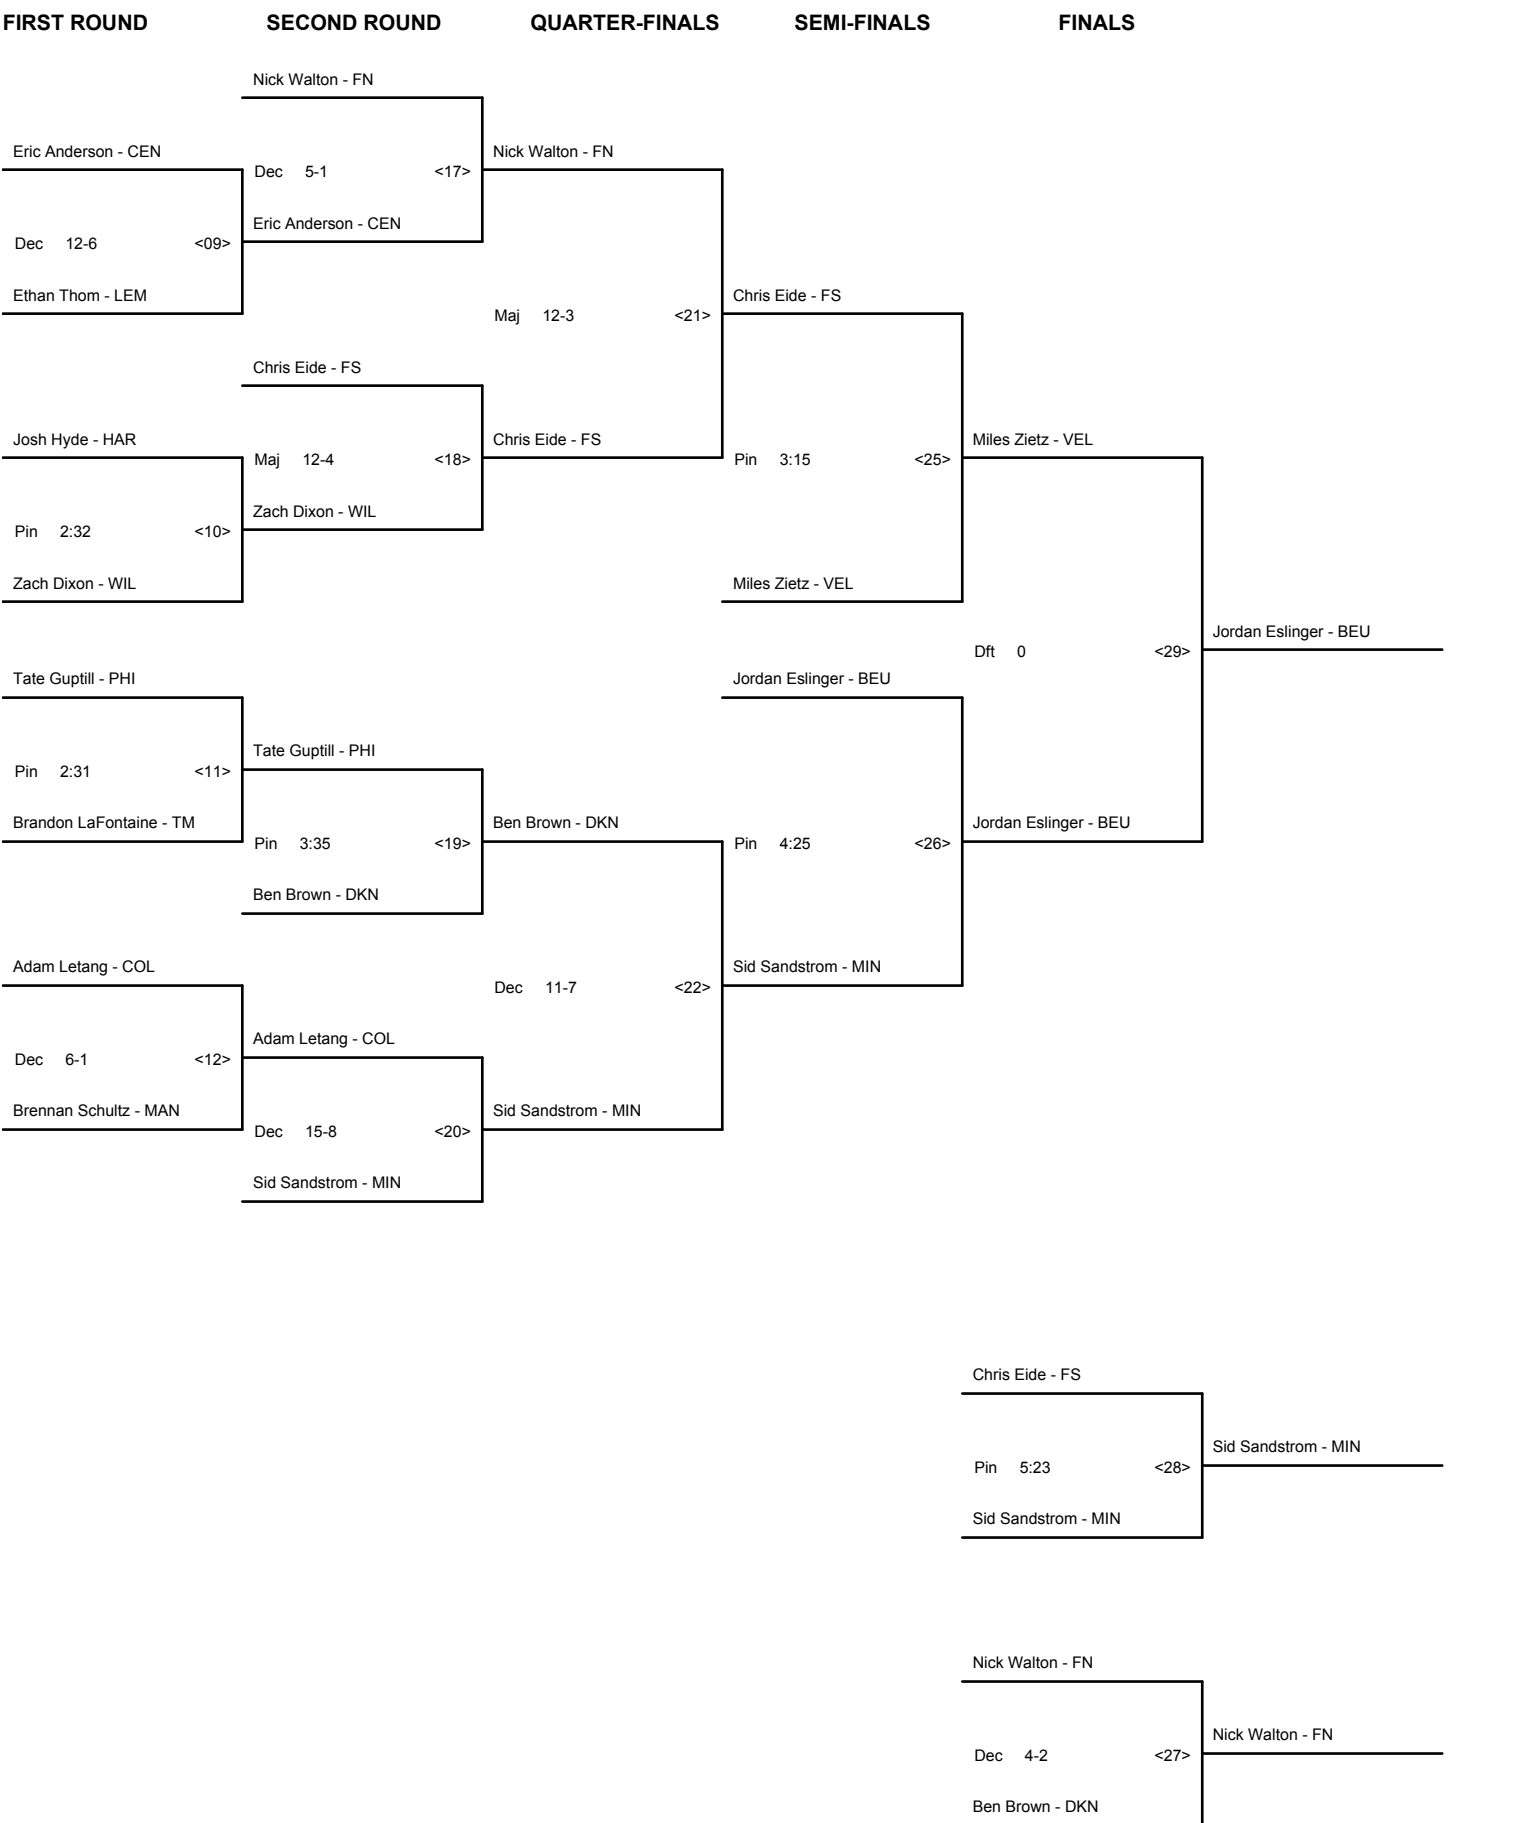 FIRST ROUND SECOND ROUND QUARTER-FINALS SEMI-FINALS FINALS
Nick Walton - FN
Eric Anderson - CEN Nick Walton - FN
Dec 5-1 <17>
Eric Anderson - CEN
Dec 12-6 <09>
Ethan Thom - LEM Chris Eide - FS
Maj 12-3 <21>
Chris Eide - FS
Josh Hyde - HAR Chris Eide - FS Miles Zietz - VEL
Maj 12-4 <18> Pin 3:15 <25>
Zach Dixon - WIL
Pin 2:32 <10>
Zach Dixon - WIL Miles Zietz - VEL
Jordan Eslinger - BEU
Dft 0 <29>
Tate Guptill - PHI Jordan Eslinger - BEU
Tate Guptill - PHI
Pin 2:31 <11>
Brandon LaFontaine - TM Ben Brown - DKN Jordan Eslinger - BEU
Pin 3:35 <19> Pin 4:25 <26>
Ben Brown - DKN
Adam Letang - COL Sid Sandstrom - MIN
Dec 11-7 <22>
Adam Letang - COL
Dec 6-1 <12>
Brennan Schultz - MAN Sid Sandstrom - MIN
Dec 15-8 <20>
Sid Sandstrom - MIN
Chris Eide - FS
Sid Sandstrom - MIN
Pin 5:23 <28>
Sid Sandstrom - MIN
Nick Walton - FN
Nick Walton - FN
Dec 4-2 <27>
Ben Brown - DKN